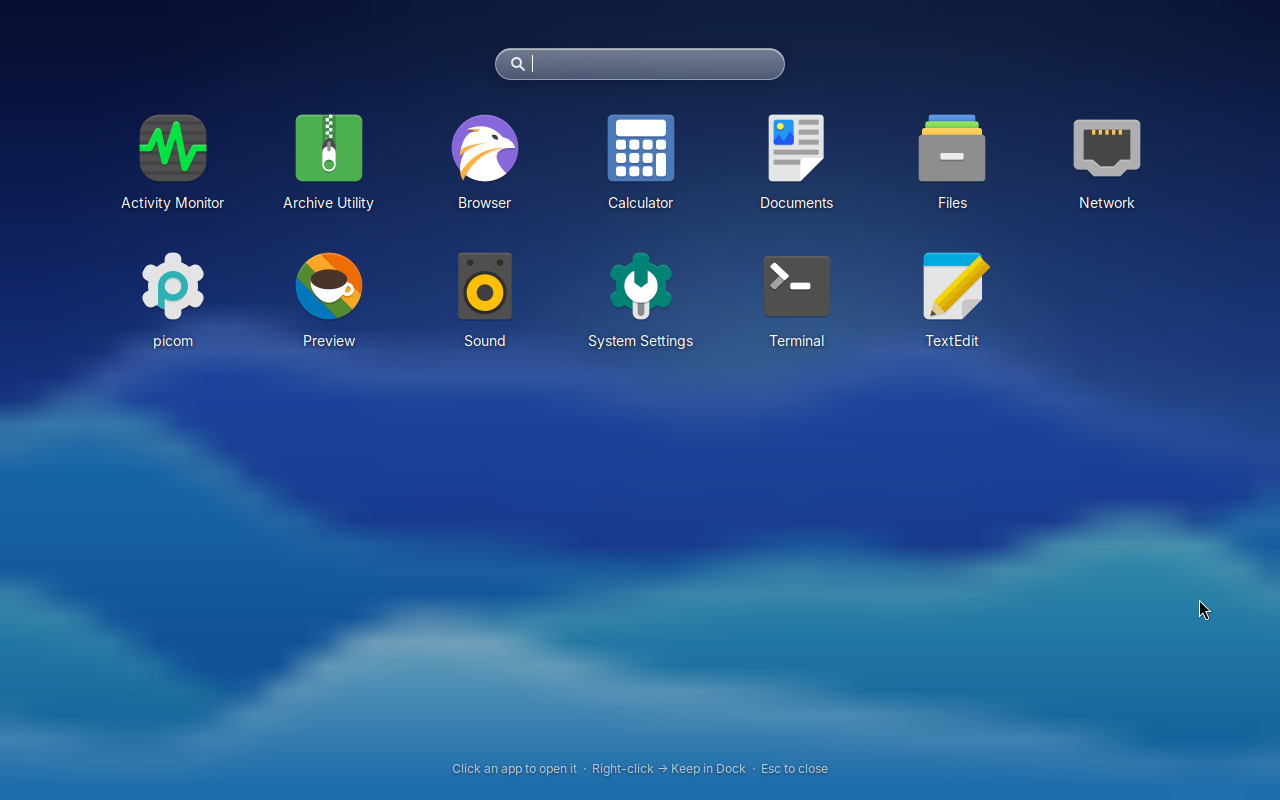 Activity Monitor
Archive Utility
Browser
Calculator
Documents
Files
Network
picom
Preview
Sound
System Settings
Terminal
TextEdit
Click an app to open it · Right-click → Keep in Dock · Esc to close